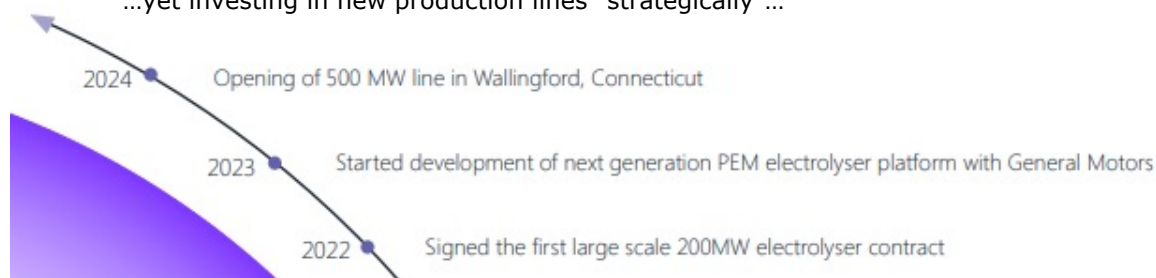 …yet investing in new production lines "strategically"…
2024 Opening of 500 MW line in Wallingford, Connecticut
2023 Started development of next generation PEM electrolyser platform with General Motors
2022 Signed the first large scale 200MW electrolyser contract